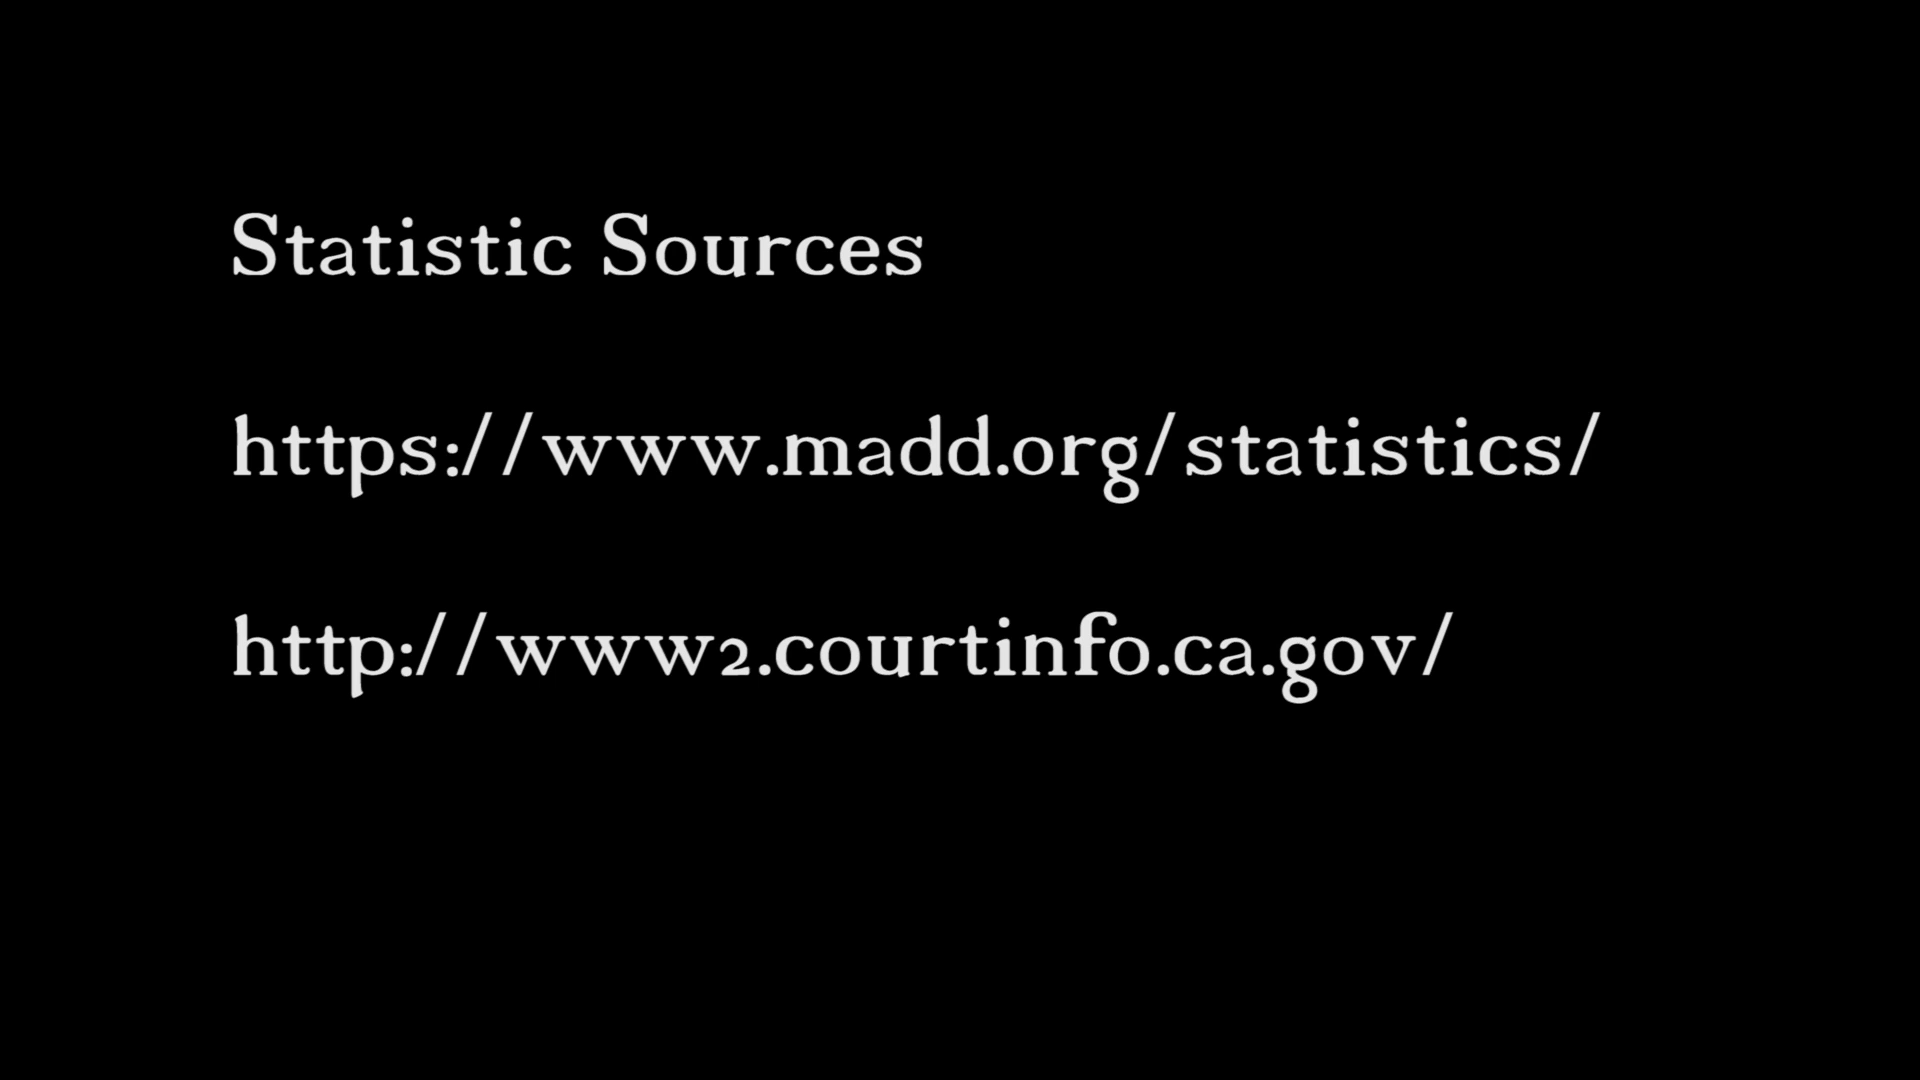 Statistic Sources
https://www.madd.org/statistics/
http://www2.courtinfo.ca.gov/